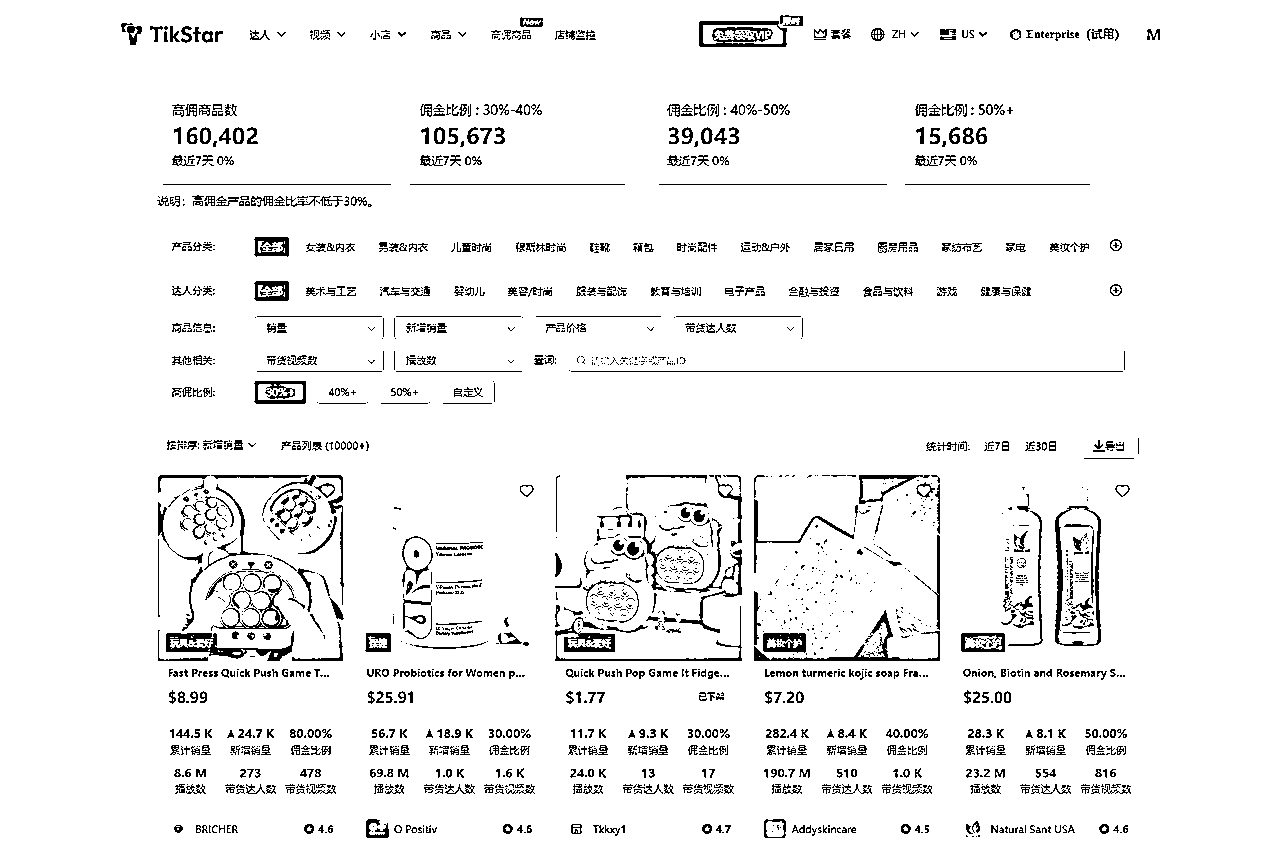 TikStar 达人 视频 小店 商品 高佣商品 New 店铺监控 免费领取VIP 限时 套餐 ZH US Enterprise (试用) M
高佣商品数 佣金比例 : 30%-40% 佣金比例 : 40%-50% 佣金比例 : 50%+
160,402 105,673 39,043 15,686
最近7天 0% 最近7天 0% 最近7天 0% 最近7天 0%
说明：高佣金产品的佣金比率不低于30%。
产品分类: 全部 女装&内衣 男装&内衣 儿童时尚 穆斯林时尚 鞋靴 箱包 时尚配件 运动&户外 居家日用 厨房用品 家纺布艺 家电 美妆个护
达人分类: 全部 美术与工艺 汽车与交通 婴幼儿 美容/时尚 服装与配饰 教育与培训 电子产品 金融与投资 食品与饮料 游戏 健康与保健
商品信息: 销量 新增销量 产品价格 带货达人数
其他相关: 带货视频数 播放数 查词: 请输入关键字或产品ID
高佣比例: 30%+ 40%+ 50%+ 自定义
按排序: 新增销量 产品列表 (10000+) 统计时间: 近7日 近30日 导出
玩具&爱好 保健 玩具&爱好 美妆个护 美妆个护
Fast Press Quick Push Game T... URO Probiotics for Women p... Quick Push Pop Game It Fidge... Lemon turmeric kojic soap Fra... Onion, Biotin and Rosemary S...
$8.99 $25.91 $1.77 已下架 $7.20 $25.00
144.5 K ▲24.7 K 80.00% 56.7 K ▲18.9 K 30.00% 11.7 K ▲9.3 K 30.00% 282.4 K ▲8.4 K 40.00% 28.3 K ▲8.1 K 50.00%
累计销量 新增销量 佣金比例 累计销量 新增销量 佣金比例 累计销量 新增销量 佣金比例 累计销量 新增销量 佣金比例 累计销量 新增销量 佣金比例
8.6 M 273 478 69.8 M 1.0 K 1.6 K 24.0 K 13 17 190.7 M 510 1.0 K 23.2 M 554 816
播放数 带货达人数 带货视频数 播放数 带货达人数 带货视频数 播放数 带货达人数 带货视频数 播放数 带货达人数 带货视频数 播放数 带货达人数 带货视频数
BRICHER 4.6 O Positiv 4.6 Tkkxy1 4.7 Addyskincare 4.5 Natural Sant USA 4.6